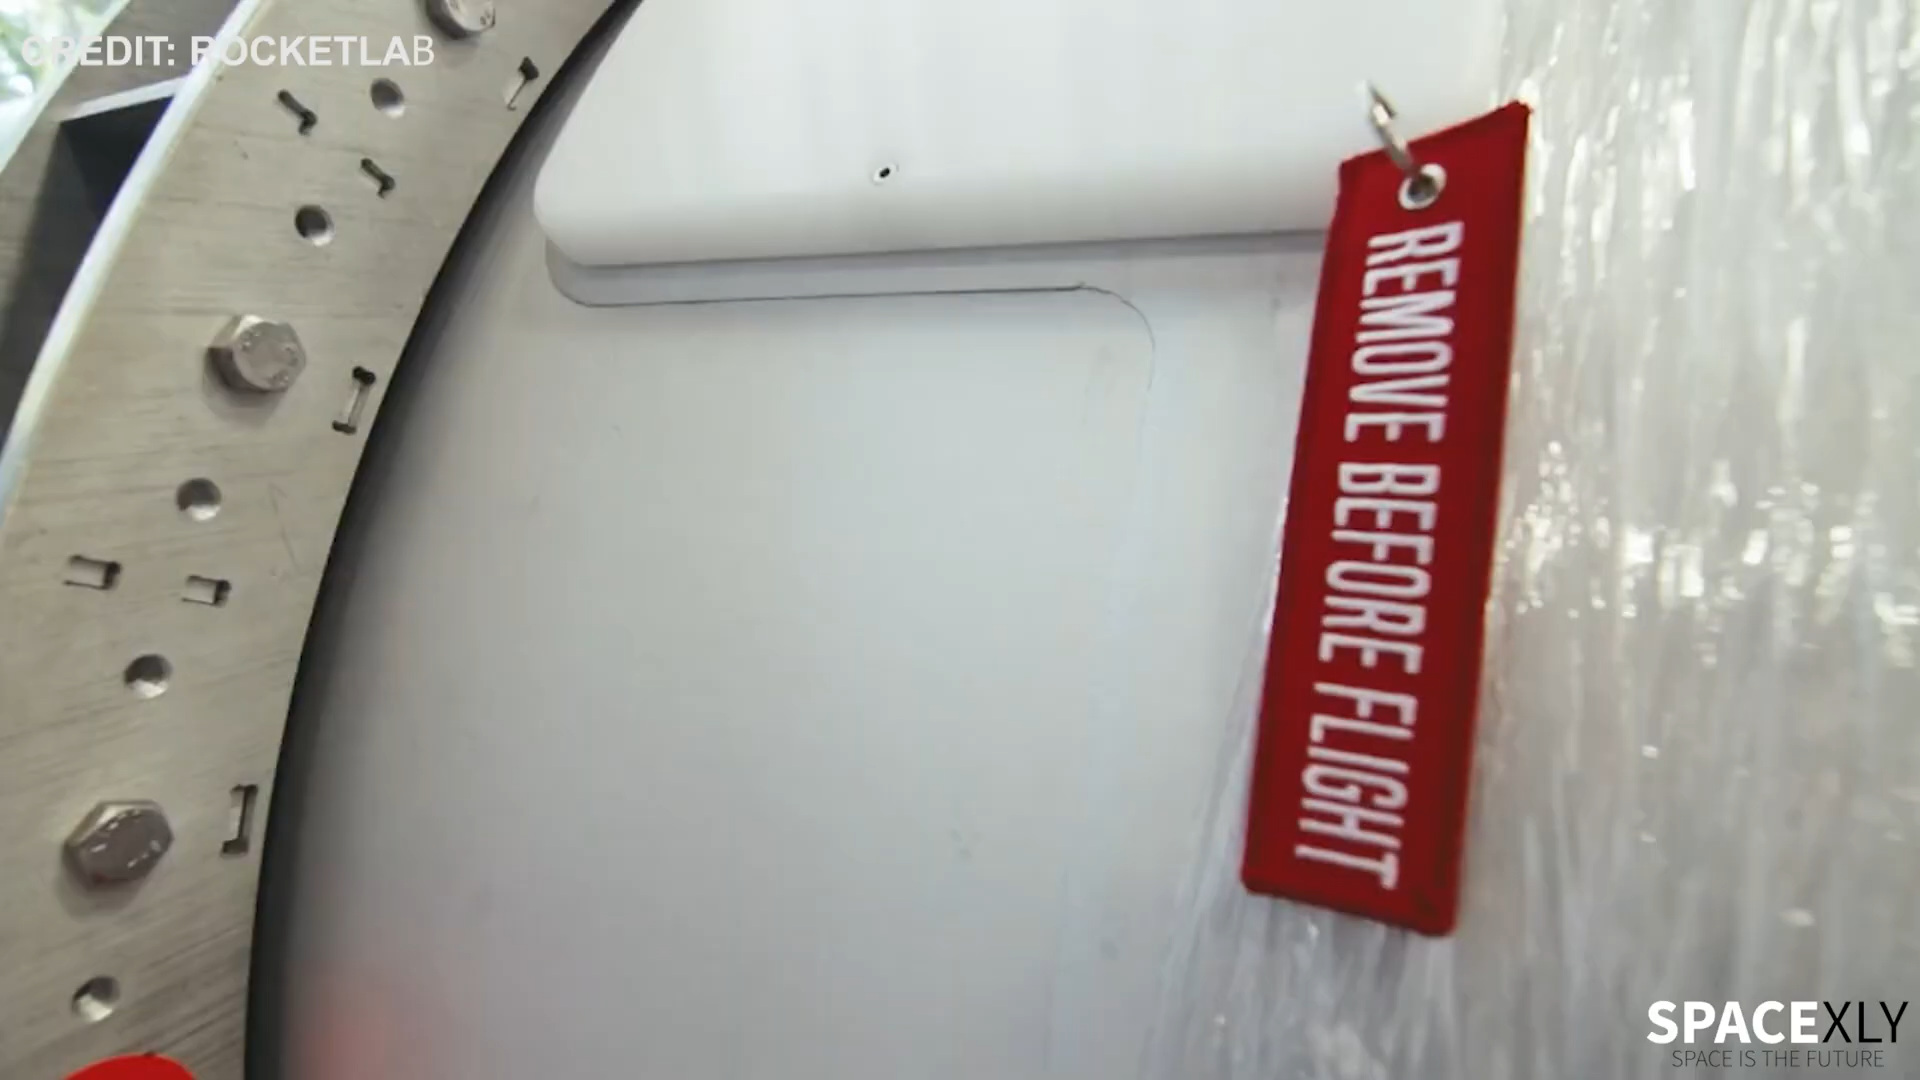 CREDIT: ROCKETLAB
REMOVE BEFORE FLIGHT
SPACEXLY
SPACE IS THE FUTURE